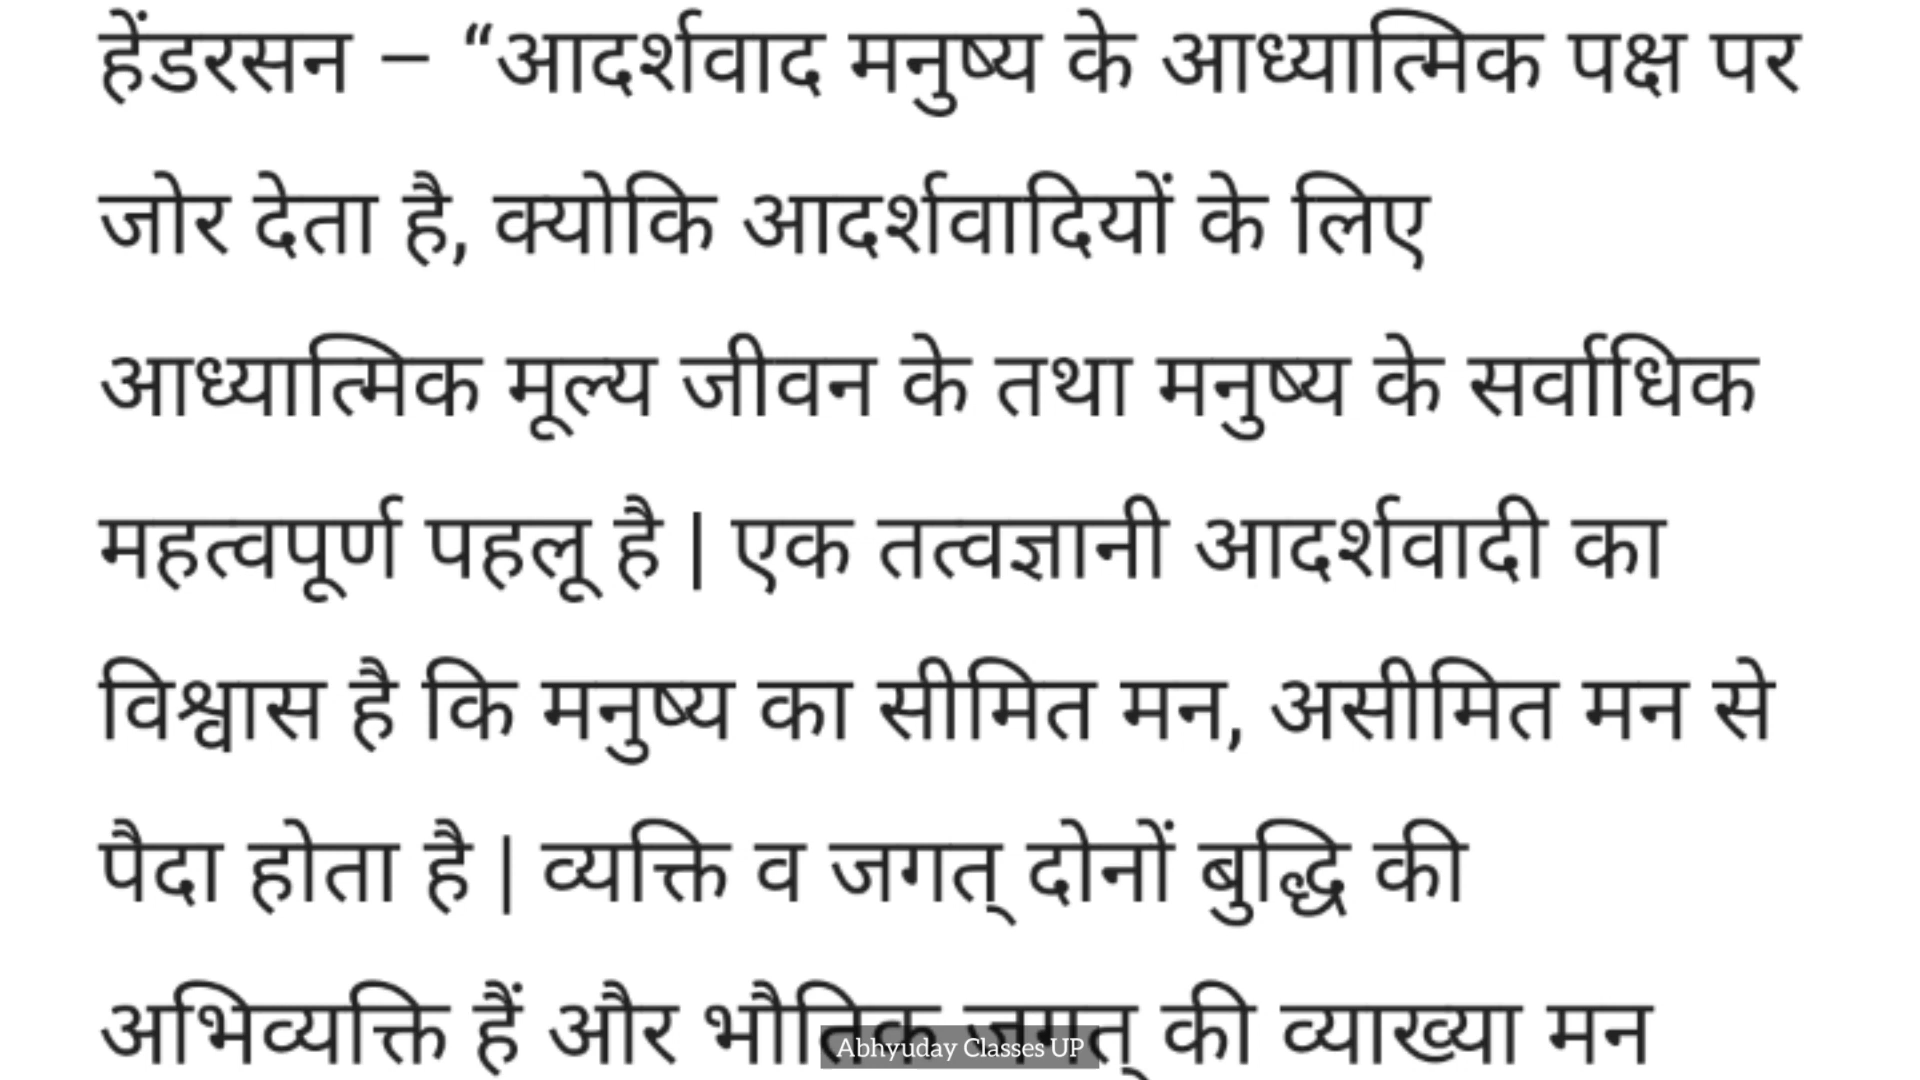 हेंडरसन – “आदर्शवाद मनुष्य के आध्यात्मिक पक्ष पर
जोर देता है, क्योकि आदर्शवादियों के लिए
आध्यात्मिक मूल्य जीवन के तथा मनुष्य के सर्वाधिक
महत्वपूर्ण पहलू है | एक तत्वज्ञानी आदर्शवादी का
विश्वास है कि मनुष्य का सीमित मन, असीमित मन से
पैदा होता है | व्यक्ति व जगत् दोनों बुद्धि की
अभिव्यक्ति हैं और भौतिक जगत् की व्याख्या मन
Abhyuday Classes UP